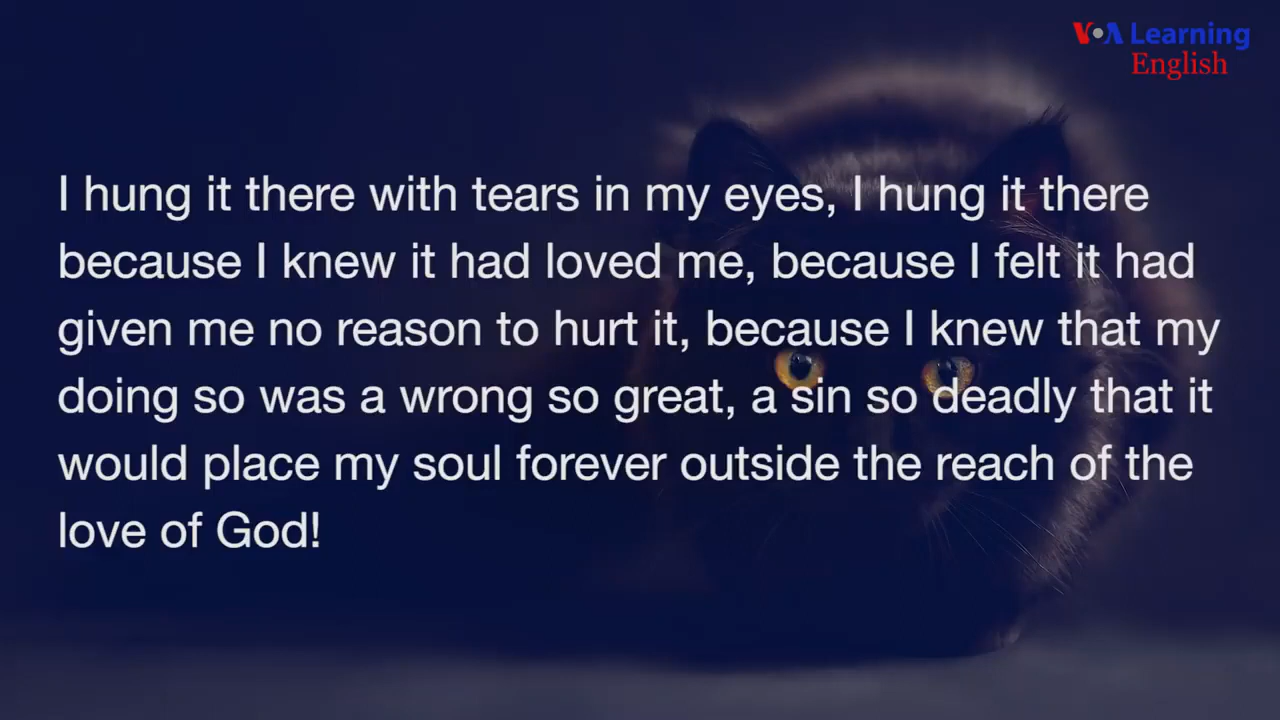 VOA Learning
English
I hung it there with tears in my eyes, I hung it there
because I knew it had loved me, because I felt it had
given me no reason to hurt it, because I knew that my
doing so was a wrong so great, a sin so deadly that it
would place my soul forever outside the reach of the
love of God!